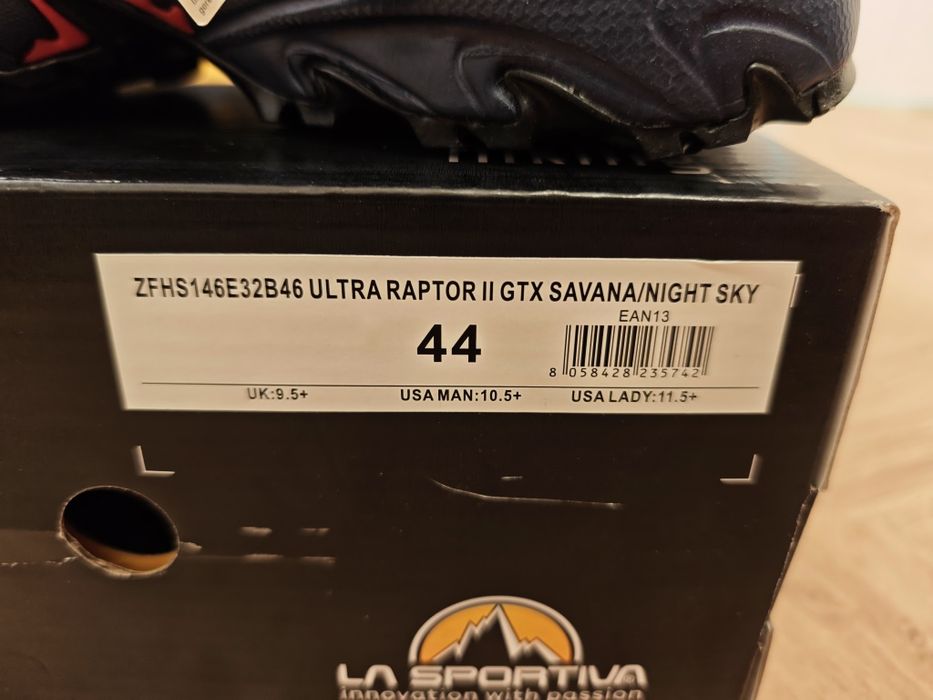 ZFHS146E32B46 ULTRA RAPTOR II GTX SAVANA/NIGHT SKY
EAN13
44
8 058428 235742
UK:9.5+ USA MAN:10.5+ USA LADY:11.5+
LA SPORTIVA®
innovation with passion